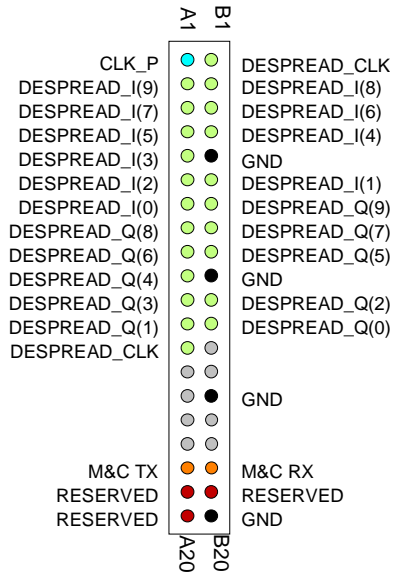 A1 B1
CLK_P DESPREAD_CLK
DESPREAD_I(9) DESPREAD_I(8)
DESPREAD_I(7) DESPREAD_I(6)
DESPREAD_I(5) DESPREAD_I(4)
DESPREAD_I(3) GND
DESPREAD_I(2) DESPREAD_I(1)
DESPREAD_I(0) DESPREAD_Q(9)
DESPREAD_Q(8) DESPREAD_Q(7)
DESPREAD_Q(6) DESPREAD_Q(5)
DESPREAD_Q(4) GND
DESPREAD_Q(3) DESPREAD_Q(2)
DESPREAD_Q(1) DESPREAD_Q(0)
DESPREAD_CLK
GND
M&C TX M&C RX
RESERVED RESERVED
RESERVED GND
A20 B20